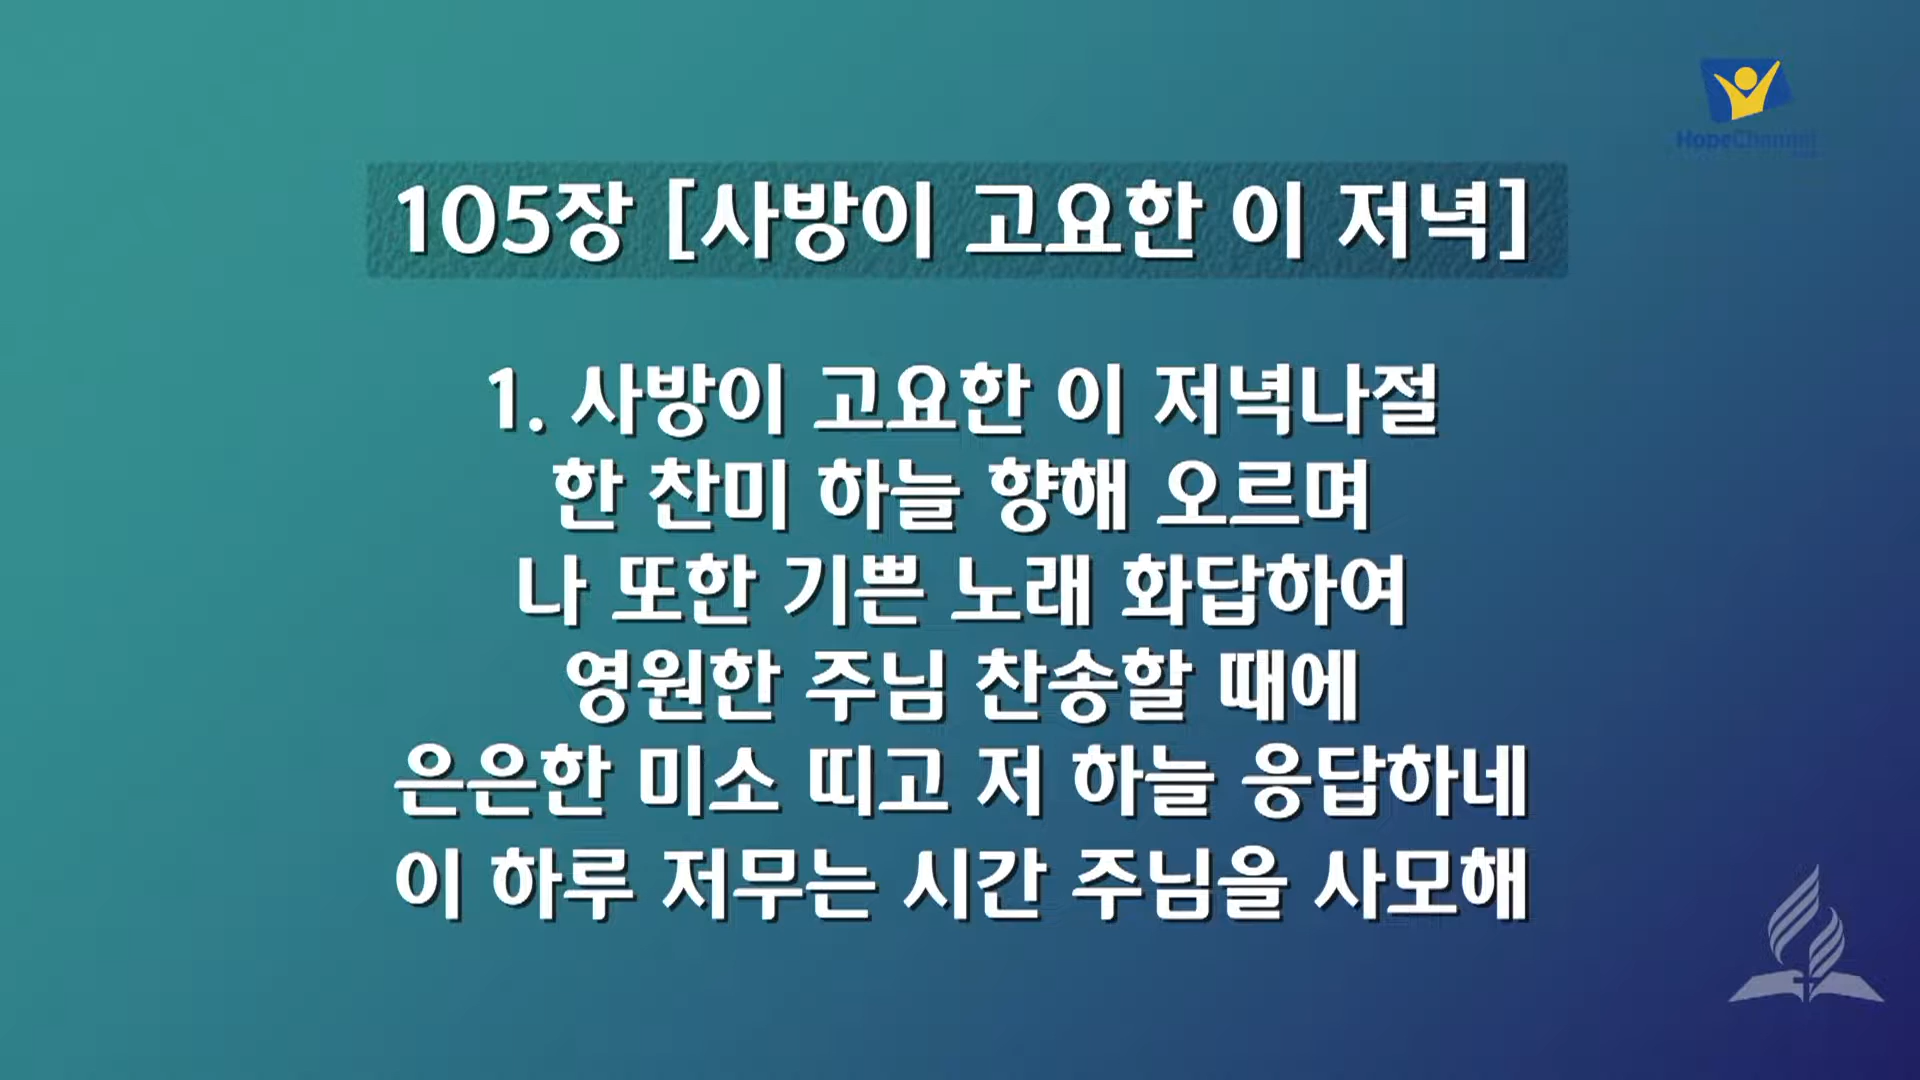 HopeChannel
105장 [사방이 고요한 이 저녁]
1. 사방이 고요한 이 저녁나절
한 찬미 하늘 향해 오르며
나 또한 기쁜 노래 화답하여
영원한 주님 찬송할 때에
은은한 미소 띠고 저 하늘 응답하네
이 하루 저무는 시간 주님을 사모해